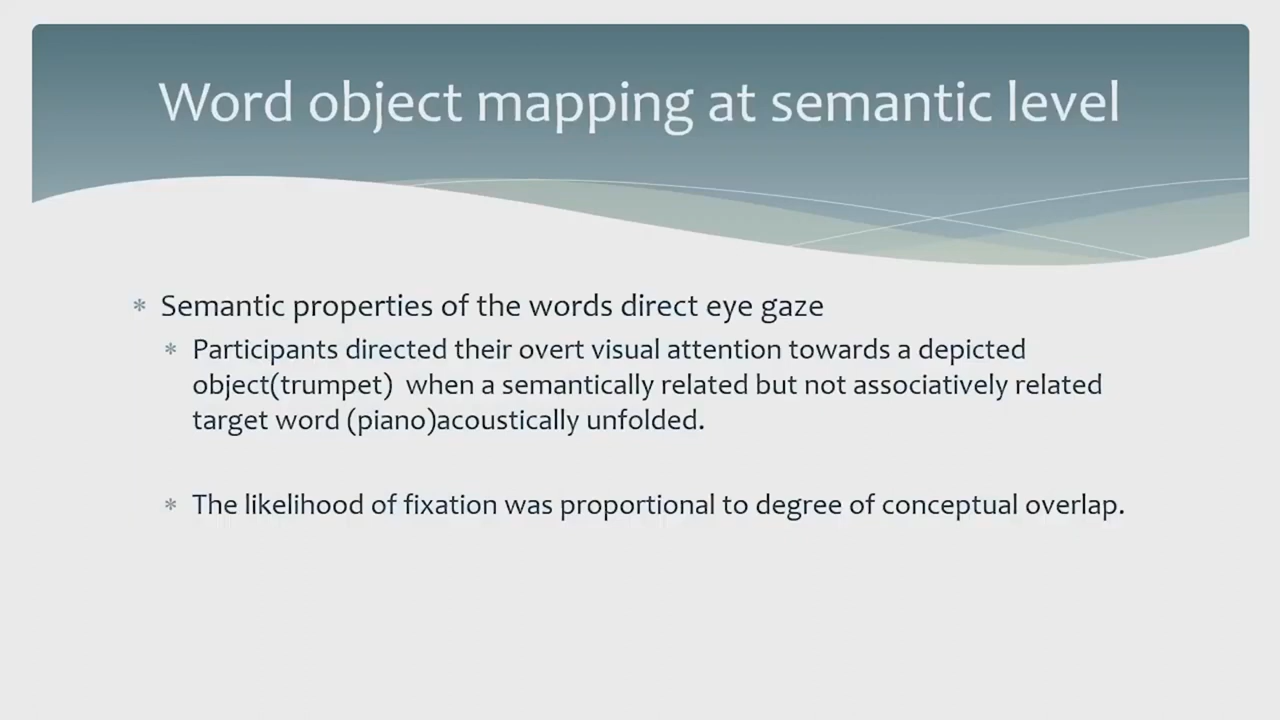 Word object mapping at semantic level
* Semantic properties of the words direct eye gaze
* Participants directed their overt visual attention towards a depicted
object(trumpet) when a semantically related but not associatively related
target word (piano)acoustically unfolded.
* The likelihood of fixation was proportional to degree of conceptual overlap.